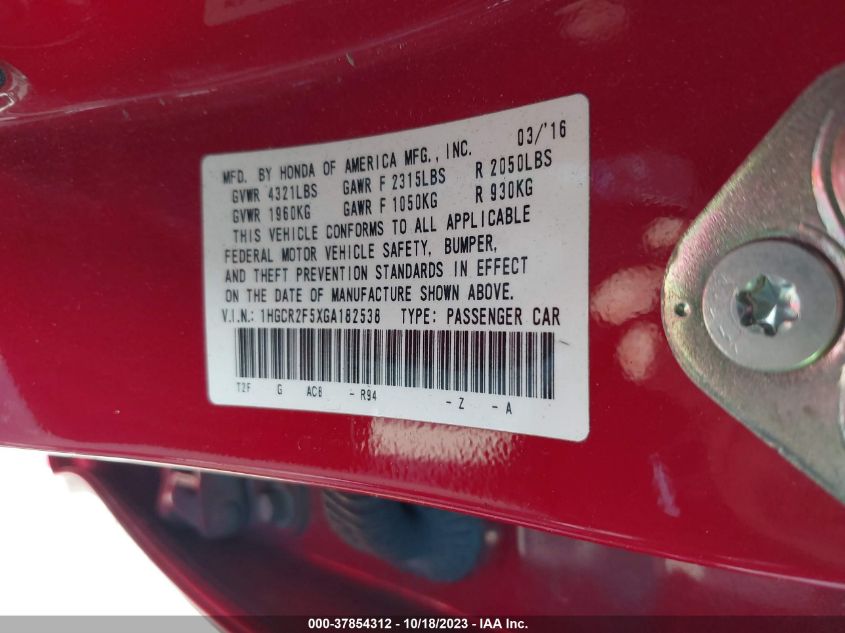 03/'16
MFD. BY HONDA OF AMERICA MFG., INC.
GVWR 4321LBS GAWR F 2315LBS R 2050LBS
GVWR 1960KG GAWR F 1050KG R 930KG
THIS VEHICLE CONFORMS TO ALL APPLICABLE
FEDERAL MOTOR VEHICLE SAFETY, BUMPER,
AND THEFT PREVENTION STANDARDS IN EFFECT
ON THE DATE OF MANUFACTURE SHOWN ABOVE.
V.I.N.: 1HGCR2F5XGA182538 TYPE: PASSENGER CAR
T2F G AC8 - R94 - Z - A
000-37854312 - 10/18/2023 - IAA Inc.